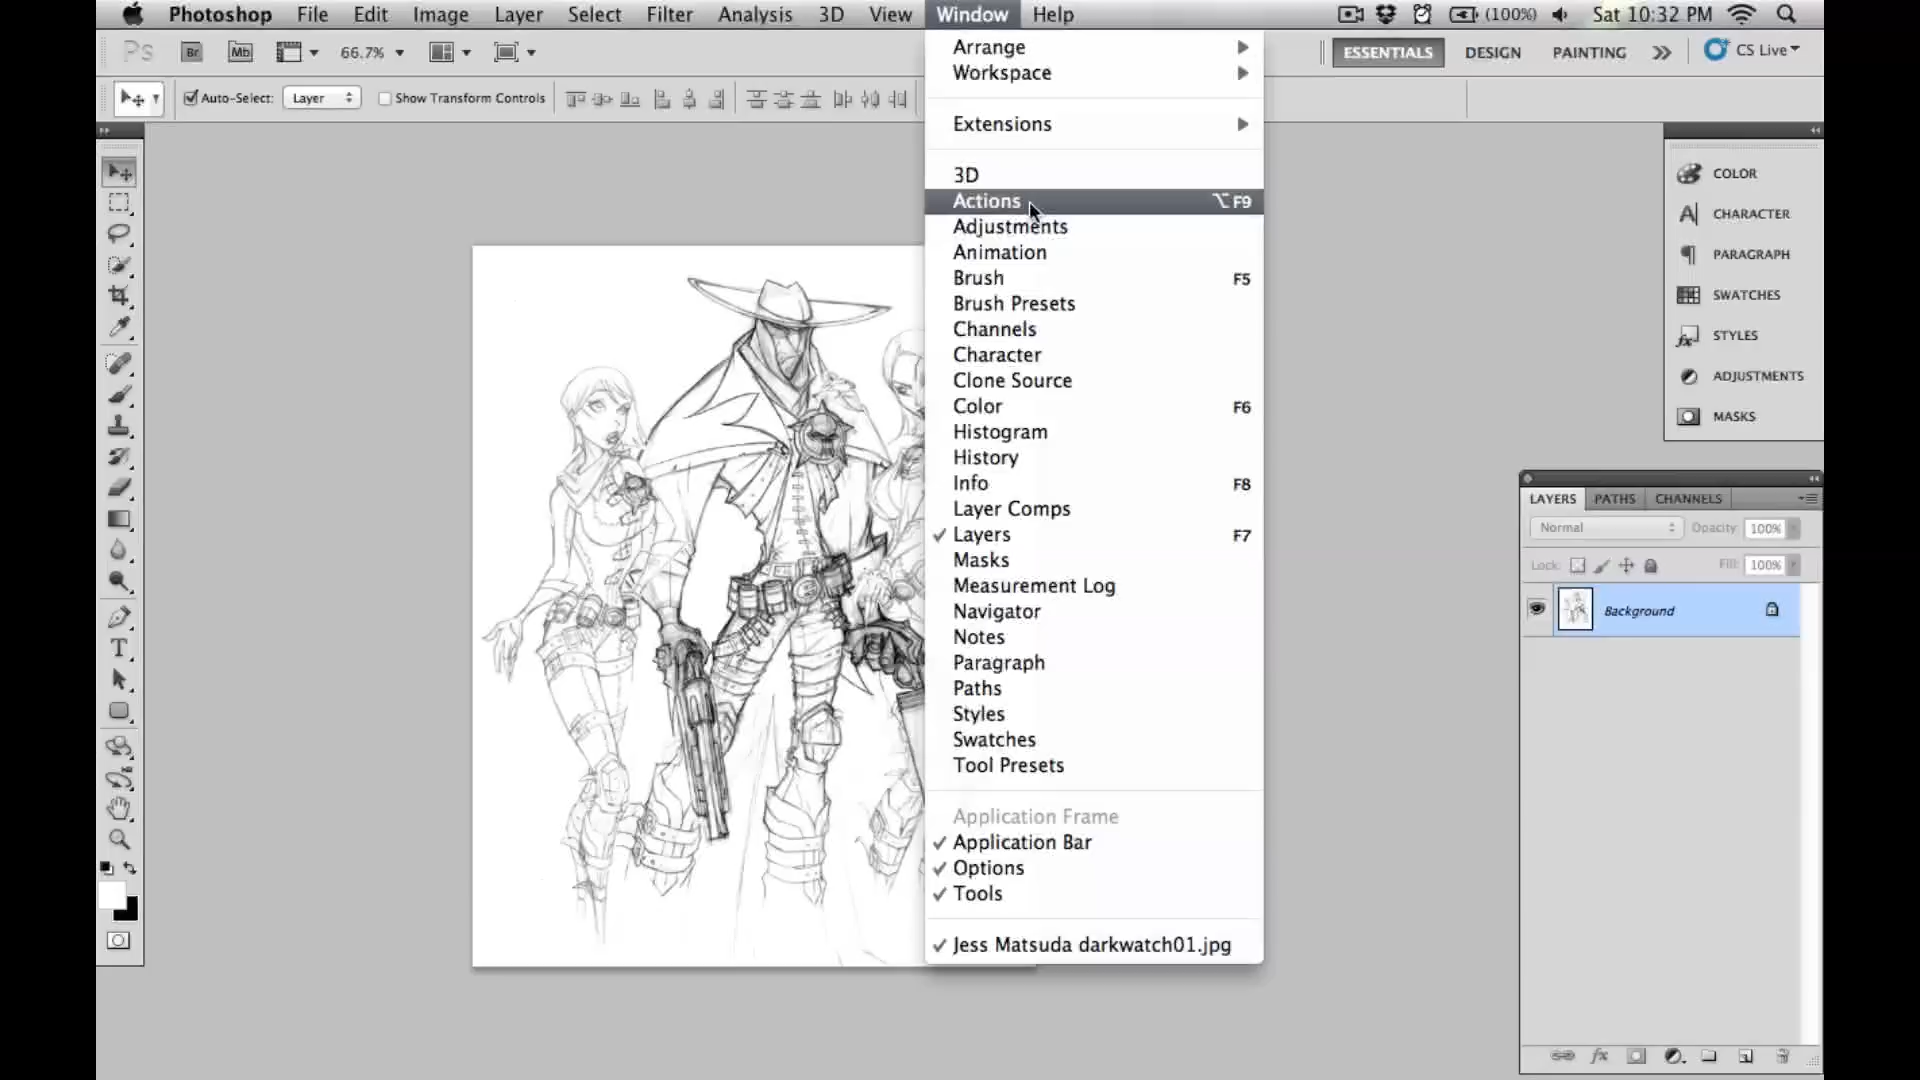 Photoshop File Edit Image Layer Select Filter Analysis 3D View Window Help (100%) Sat 10:32 PM
Ps Br Mb 66.7% ESSENTIALS DESIGN PAINTING CS Live
Auto-Select: Layer Show Transform Controls
Arrange
Workspace
Extensions
3D
Actions ⌥F9
Adjustments
Animation
Brush F5
Brush Presets
Channels
Character
Clone Source
Color F6
Histogram
History
Info F8
Layer Comps
Layers F7
Masks
Measurement Log
Navigator
Notes
Paragraph
Paths
Styles
Swatches
Tool Presets
Application Frame
Application Bar
Options
Tools
Jess Matsuda darkwatch01.jpg
COLOR
CHARACTER
PARAGRAPH
SWATCHES
STYLES
ADJUSTMENTS
MASKS
LAYERS PATHS CHANNELS
Normal Opacity: 100%
Lock: Fill: 100%
Background